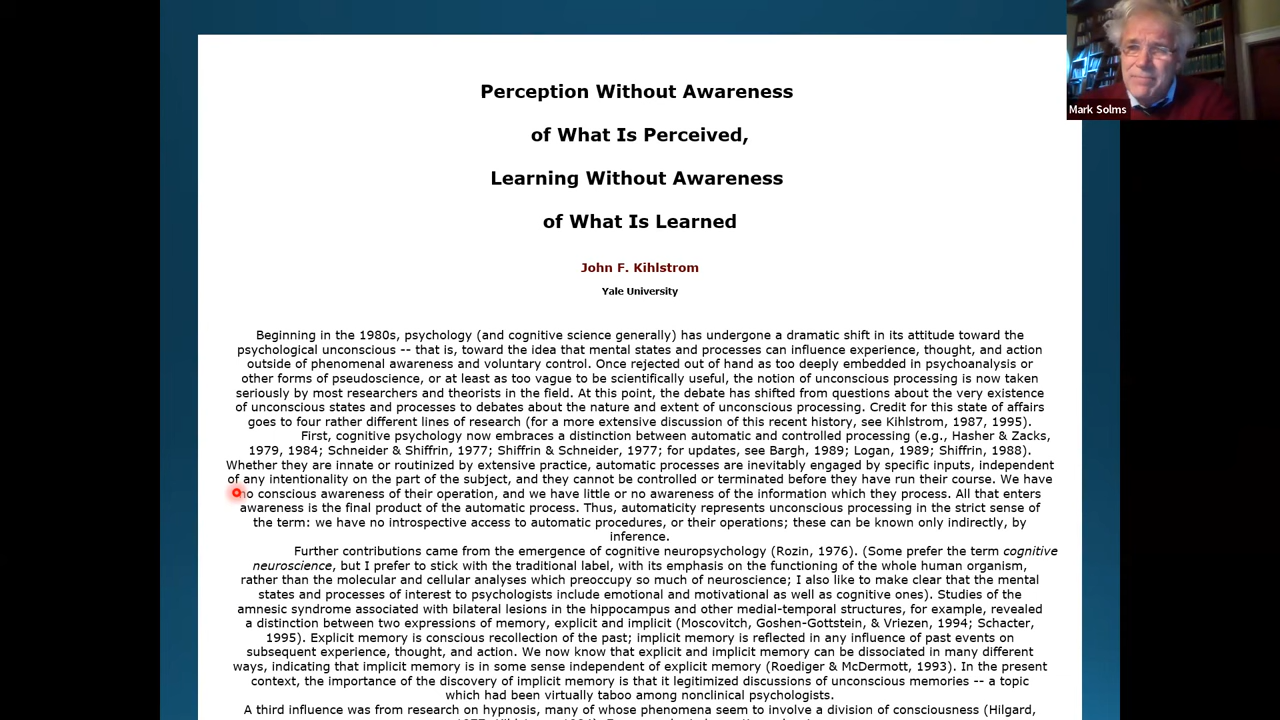 Perception Without Awareness
of What Is Perceived,
Learning Without Awareness
of What Is Learned
John F. Kihlstrom
Yale University
Mark Solms
Beginning in the 1980s, psychology (and cognitive science generally) has undergone a dramatic shift in its attitude toward the
psychological unconscious -- that is, toward the idea that mental states and processes can influence experience, thought, and action
outside of phenomenal awareness and voluntary control. Once rejected out of hand as too deeply embedded in psychoanalysis or
other forms of pseudoscience, or at least as too vague to be scientifically useful, the notion of unconscious processing is now taken
seriously by most researchers and theorists in the field. At this point, the debate has shifted from questions about the very existence
of unconscious states and processes to debates about the nature and extent of unconscious processing. Credit for this state of affairs
goes to four rather different lines of research (for a more extensive discussion of this recent history, see Kihlstrom, 1987, 1995).
First, cognitive psychology now embraces a distinction between automatic and controlled processing (e.g., Hasher & Zacks,
1979, 1984; Schneider & Shiffrin, 1977; Shiffrin & Schneider, 1977; for updates, see Bargh, 1989; Logan, 1989; Shiffrin, 1988).
Whether they are innate or routinized by extensive practice, automatic processes are inevitably engaged by specific inputs, independent
of any intentionality on the part of the subject, and they cannot be controlled or terminated before they have run their course. We have
no conscious awareness of their operation, and we have little or no awareness of the information which they process. All that enters
awareness is the final product of the automatic process. Thus, automaticity represents unconscious processing in the strict sense of
the term: we have no introspective access to automatic procedures, or their operations; these can be known only indirectly, by
inference.
Further contributions came from the emergence of cognitive neuropsychology (Rozin, 1976). (Some prefer the term cognitive
neuroscience, but I prefer to stick with the traditional label, with its emphasis on the functioning of the whole human organism,
rather than the molecular and cellular analyses which preoccupy so much of neuroscience; I also like to make clear that the mental
states and processes of interest to psychologists include emotional and motivational as well as cognitive ones). Studies of the
amnesic syndrome associated with bilateral lesions in the hippocampus and other medial-temporal structures, for example, revealed
a distinction between two expressions of memory, explicit and implicit (Moscovitch, Goshen-Gottstein, & Vriezen, 1994; Schacter,
1995). Explicit memory is conscious recollection of the past; implicit memory is reflected in any influence of past events on
subsequent experience, thought, and action. We now know that explicit and implicit memory can be dissociated in many different
ways, indicating that implicit memory is in some sense independent of explicit memory (Roediger & McDermott, 1993). In the present
context, the importance of the discovery of implicit memory is that it legitimized discussions of unconscious memories -- a topic
which had been virtually taboo among nonclinical psychologists.
A third influence was from research on hypnosis, many of whose phenomena seem to involve a division of consciousness (Hilgard,